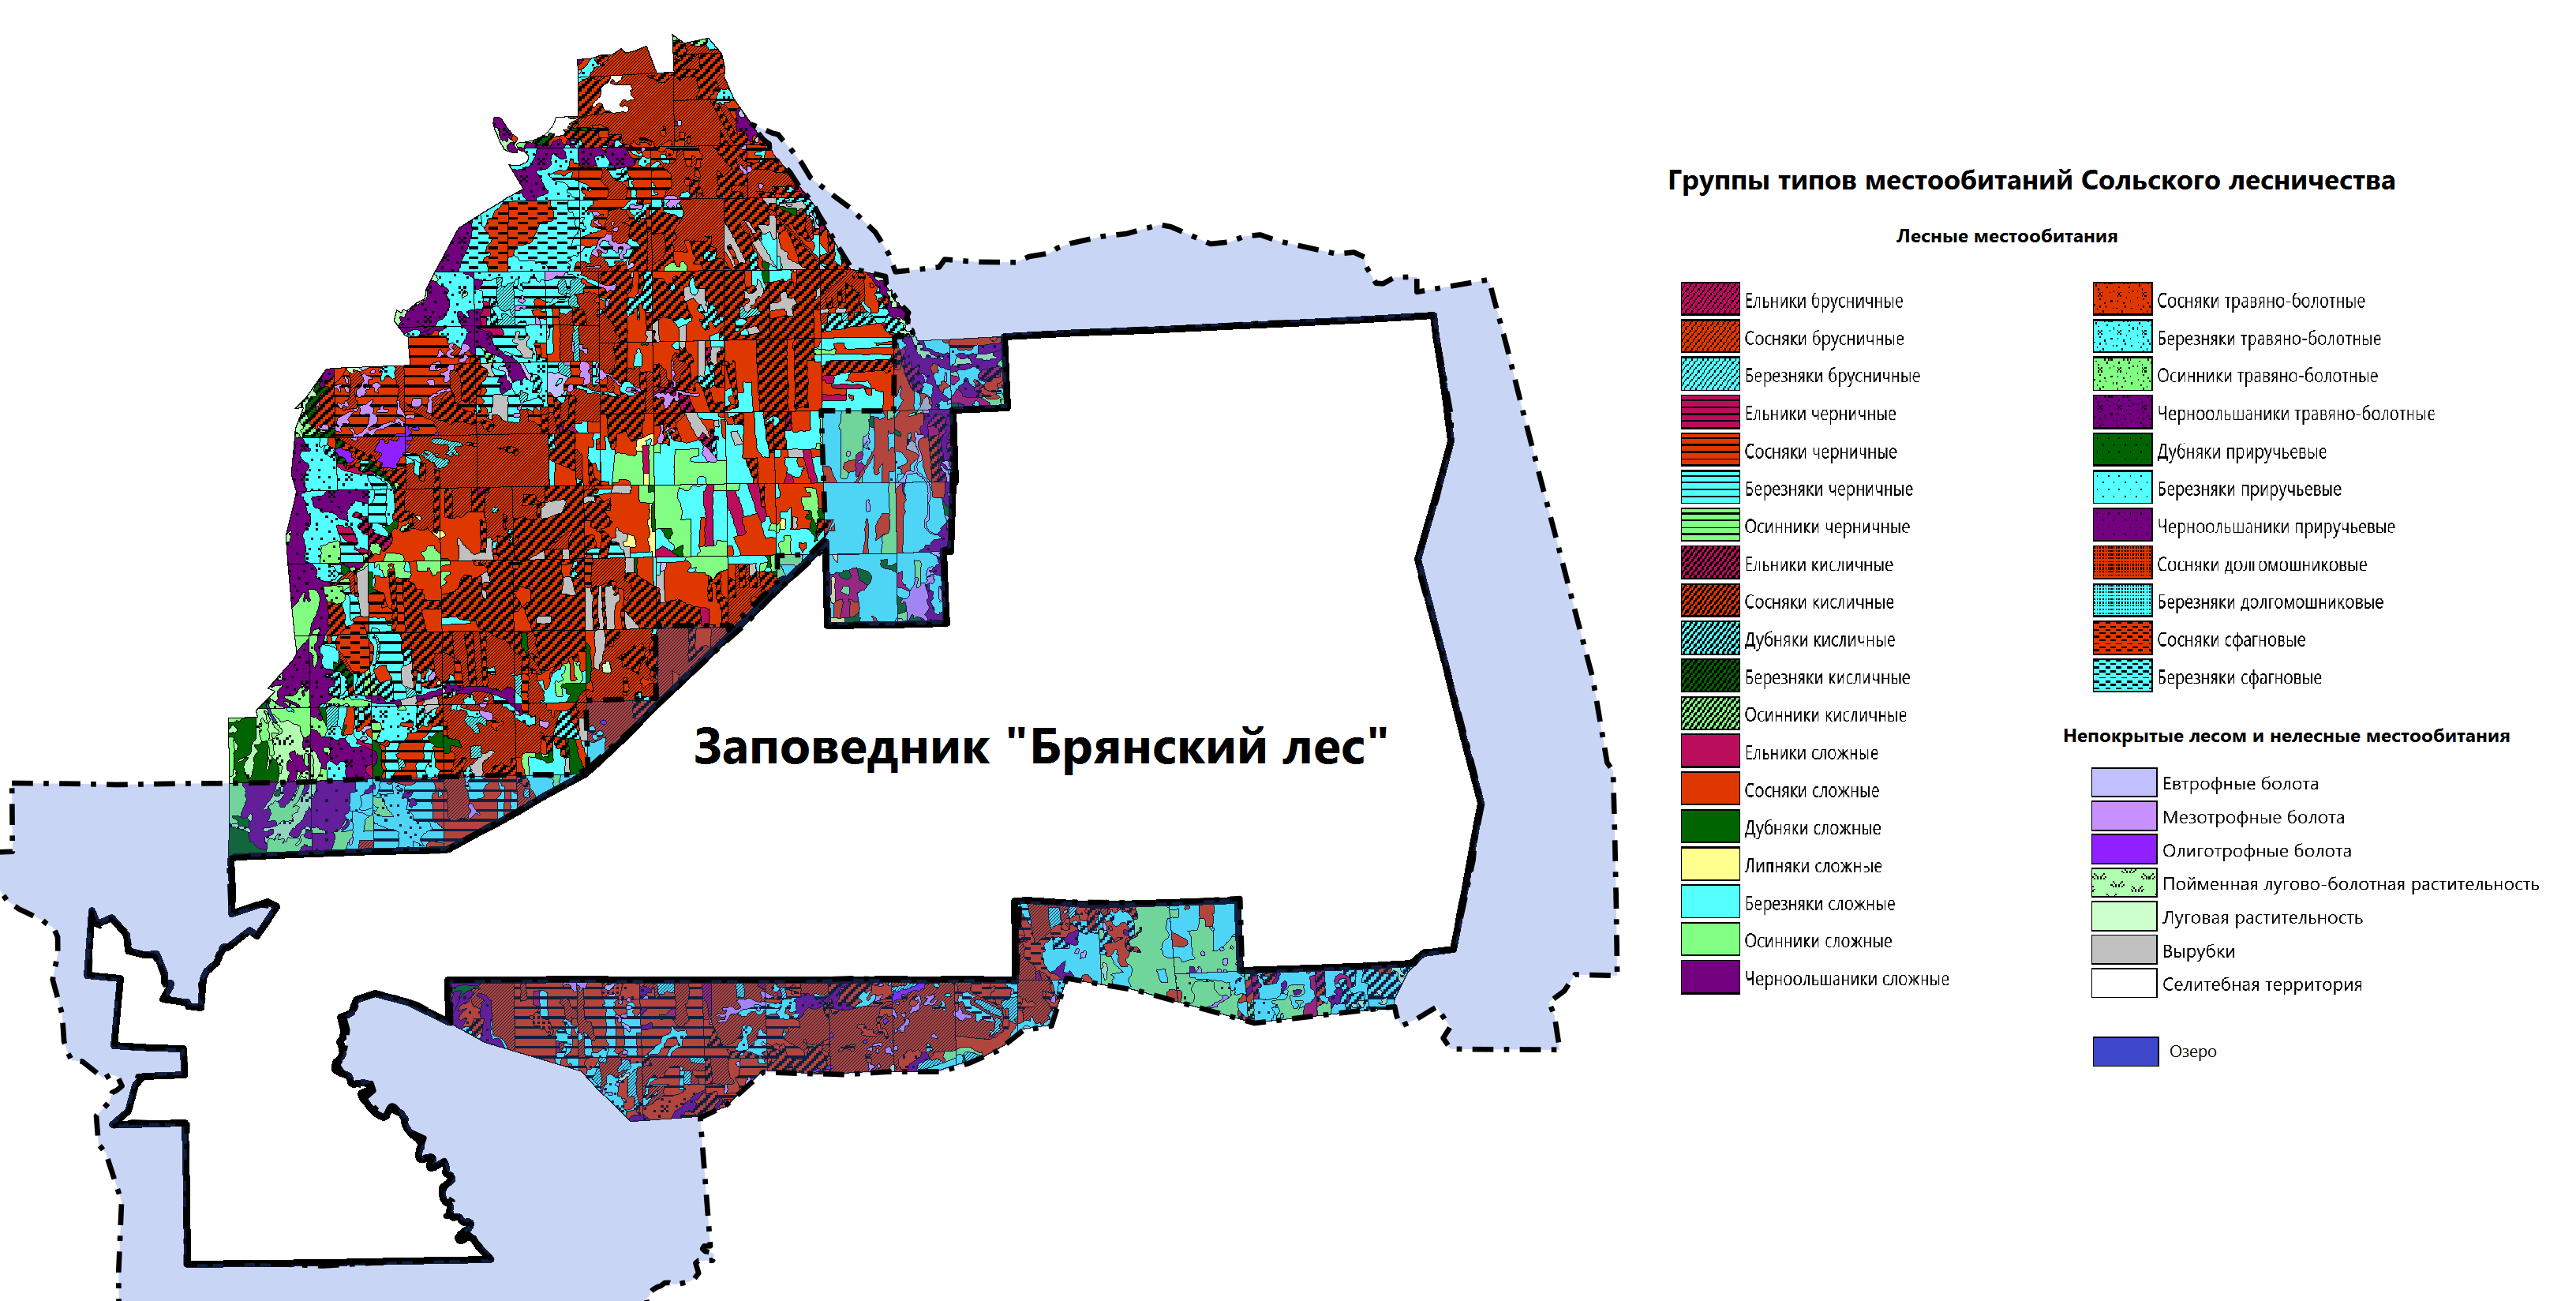 Группы типов местообитаний Сольского лесничества
Лесные местообитания
Ельники брусничные
Сосняки брусничные
Березняки брусничные
Ельники черничные
Сосняки черничные
Березняки черничные
Осинники черничные
Ельники кисличные
Сосняки кисличные
Дубняки кисличные
Березняки кисличные
Осинники кисличные
Ельники сложные
Сосняки сложные
Дубняки сложные
Липняки сложные
Березняки сложные
Осинники сложные
Черноольшаники сложные
Сосняки травяно-болотные
Березняки травяно-болотные
Осинники травяно-болотные
Черноольшаники травяно-болотные
Дубняки приручьевые
Березняки приручьевые
Черноольшаники приручьевые
Сосняки долгомошниковые
Березняки долгомошниковые
Сосняки сфагновые
Березняки сфагновые
Непокрытые лесом и нелесные местообитания
Евтрофные болота
Мезотрофные болота
Олиготрофные болота
Пойменная лугово-болотная растительность
Луговая растительность
Вырубки
Селитебная территория
Озеро
Заповедник "Брянский лес"